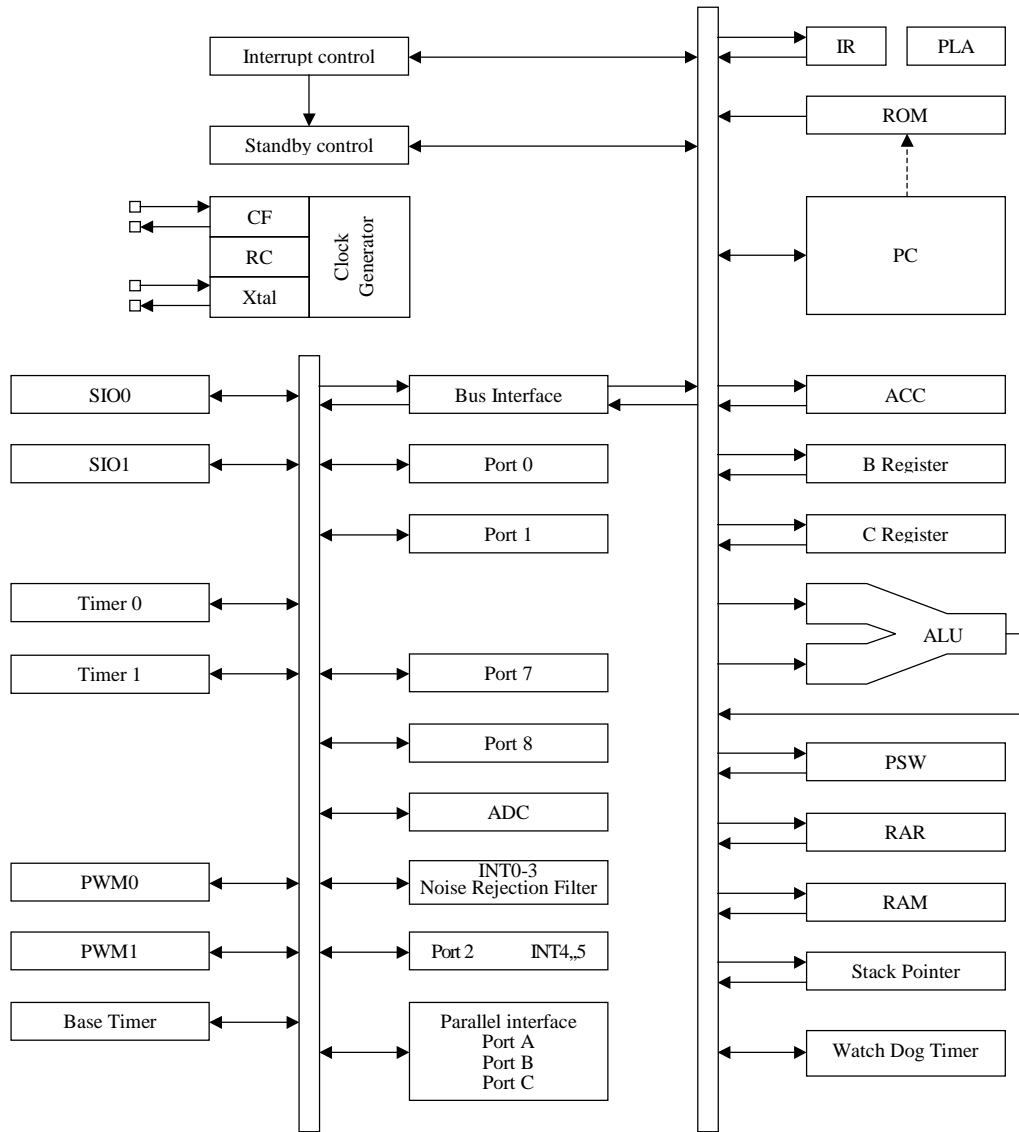 Interrupt control
Standby control
CF
RC
Xtal
Clock
Generator
IR
PLA
ROM
PC
SIO0
Bus Interface
ACC
SIO1
Port 0
B Register
Port 1
C Register
Timer 0
ALU
Timer 1
Port 7
Port 8
PSW
ADC
RAR
PWM0
INT0-3
Noise Rejection Filter
RAM
PWM1
Port 2 INT4,,5
Stack Pointer
Base Timer
Parallel interface
Port A
Port B
Port C
Watch Dog Timer